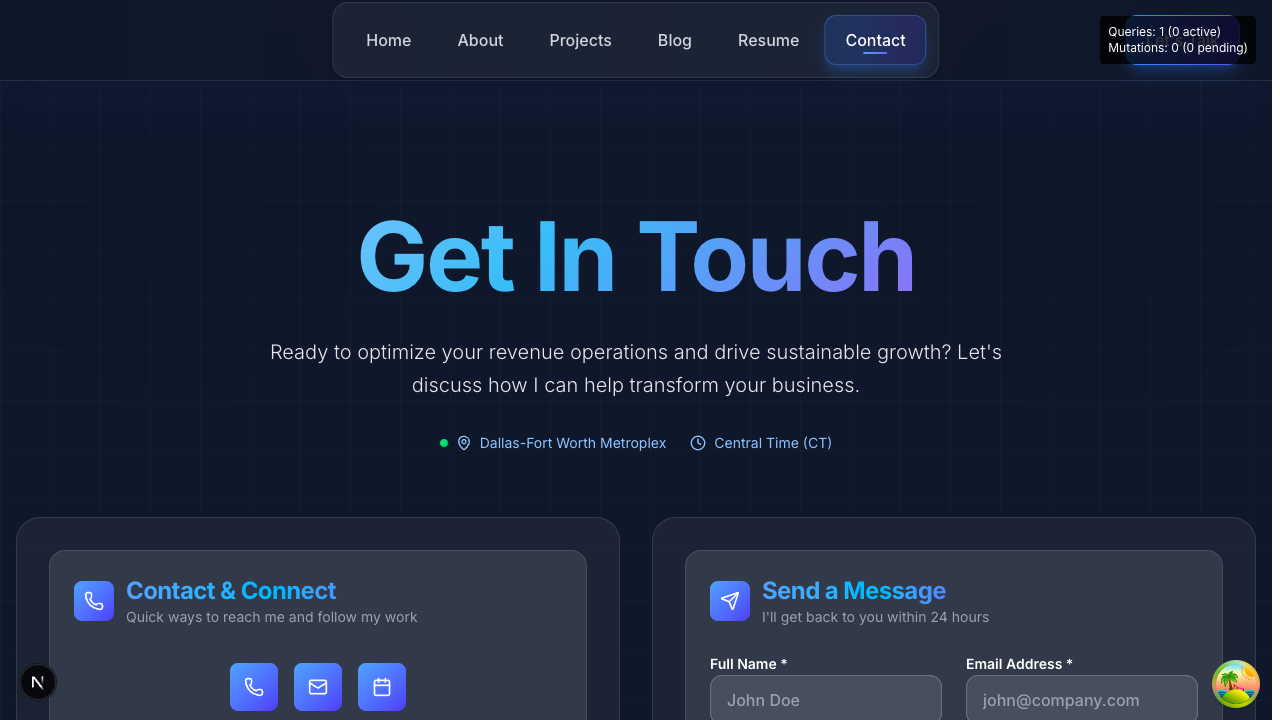 Home About Projects Blog Resume Contact
Queries: 1 (0 active)
Mutations: 0 (0 pending)
Get In Touch
Ready to optimize your revenue operations and drive sustainable growth? Let's
discuss how I can help transform your business.
Dallas-Fort Worth Metroplex Central Time (CT)
Contact & Connect
Quick ways to reach me and follow my work
Send a Message
I'll get back to you within 24 hours
Full Name *
Email Address *
John Doe
john@company.com
N